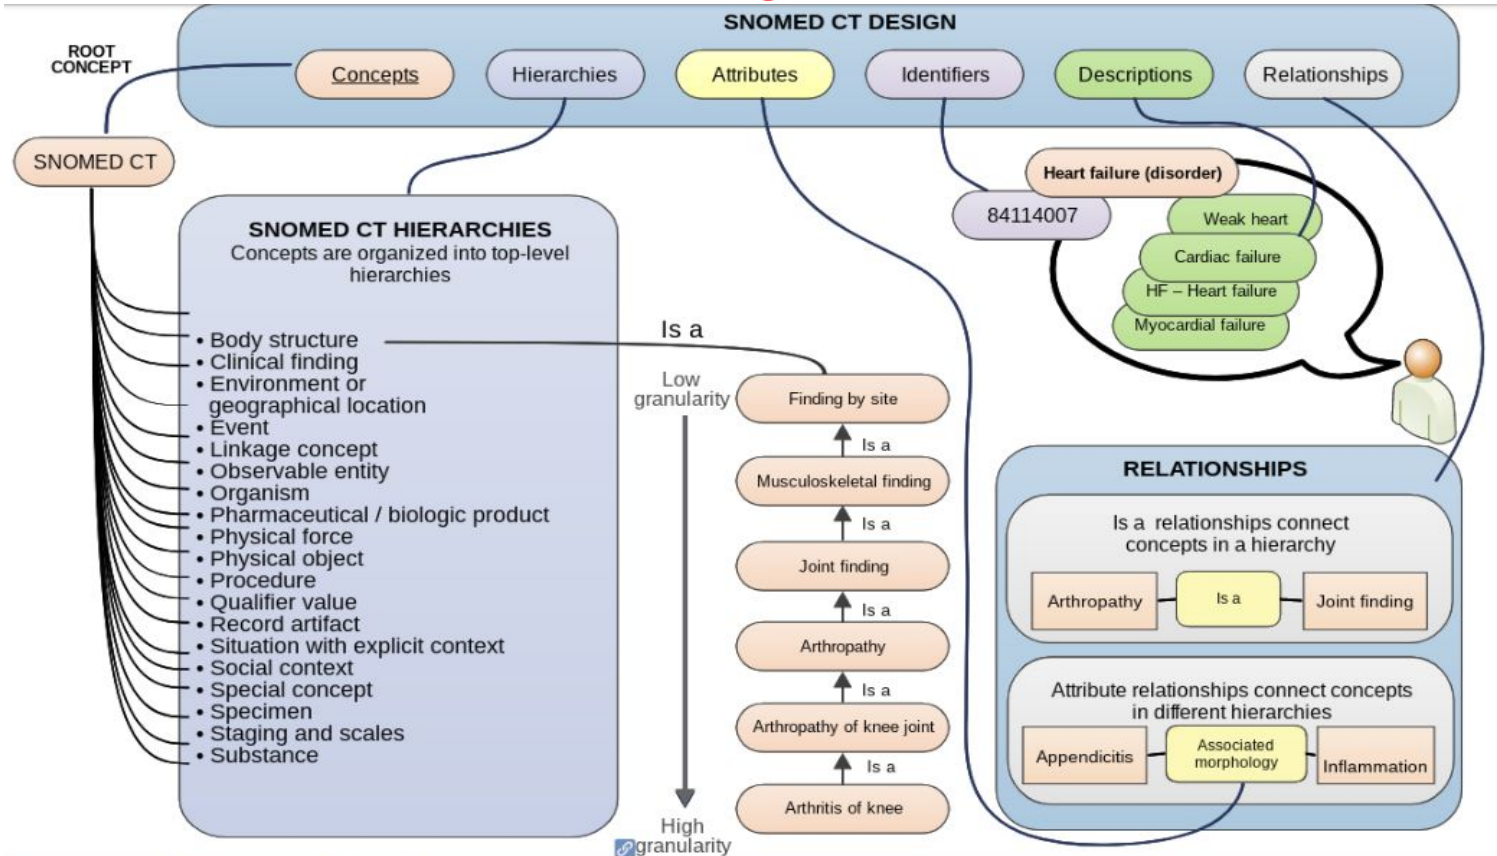 SNOMED CT DESIGN
ROOT
CONCEPT
Concepts
Hierarchies
Attributes
Identifiers
Descriptions
Relationships
SNOMED CT
SNOMED CT HIERARCHIES
Concepts are organized into top-level
hierarchies
• Body structure
• Clinical finding
• Environment or
geographical location
• Event
• Linkage concept
• Observable entity
• Organism
• Pharmaceutical / biologic product
• Physical force
• Physical object
• Procedure
• Qualifier value
• Record artifact
• Situation with explicit context
• Social context
• Special concept
• Specimen
• Staging and scales
• Substance
Is a
Low
granularity
High
granularity
Finding by site
Is a
Musculoskeletal finding
Is a
Joint finding
Is a
Arthropathy
Is a
Arthropathy of knee joint
Is a
Arthritis of knee
Heart failure (disorder)
84114007
Weak heart
Cardiac failure
HF – Heart failure
Myocardial failure
RELATIONSHIPS
Is a relationships connect
concepts in a hierarchy
Arthropathy
Is a
Joint finding
Attribute relationships connect concepts
in different hierarchies
Appendicitis
Associated
morphology
Inflammation